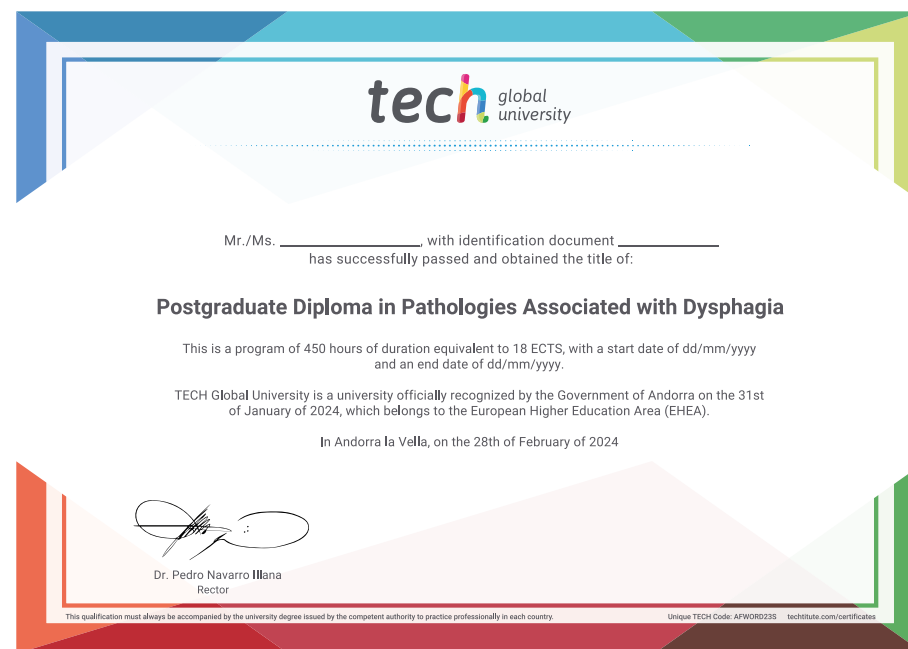 tech global university
Mr./Ms. ____________________, with identification document ______________
has successfully passed and obtained the title of:
Postgraduate Diploma in Pathologies Associated with Dysphagia
This is a program of 450 hours of duration equivalent to 18 ECTS, with a start date of dd/mm/yyyy
and an end date of dd/mm/yyyy.
TECH Global University is a university officially recognized by the Government of Andorra on the 31st
of January of 2024, which belongs to the European Higher Education Area (EHEA).
In Andorra la Vella, on the 28th of February of 2024
Dr. Pedro Navarro Illana
Rector
This qualification must always be accompanied by the university degree issued by the competent authority to practice professionally in each country.
Unique TECH Code: AFWORD23S techtitute.com/certificates